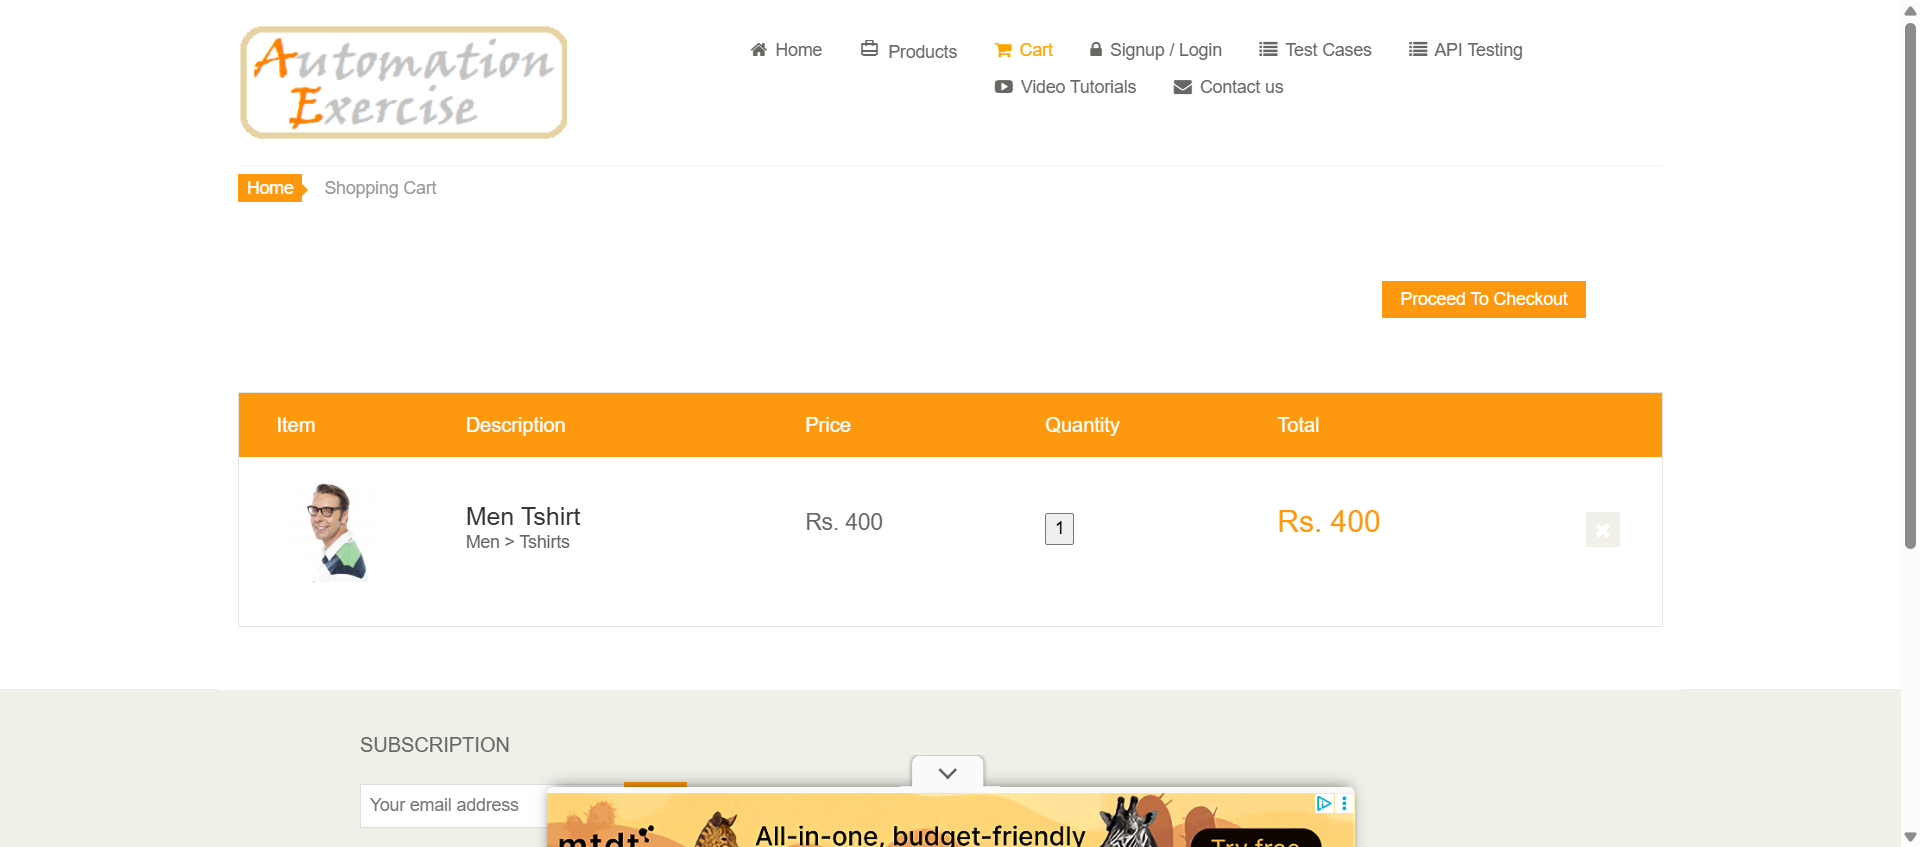 Automation
Exercise
Home
Products
Cart
Signup / Login
Test Cases
API Testing
Video Tutorials
Contact us
Home
Shopping Cart
Proceed To Checkout
Item Description Price Quantity Total
Men Tshirt
Men > Tshirts
Rs. 400
1
Rs. 400
SUBSCRIPTION
Your email address
mtdt
All-in-one, budget-friendly
Try free